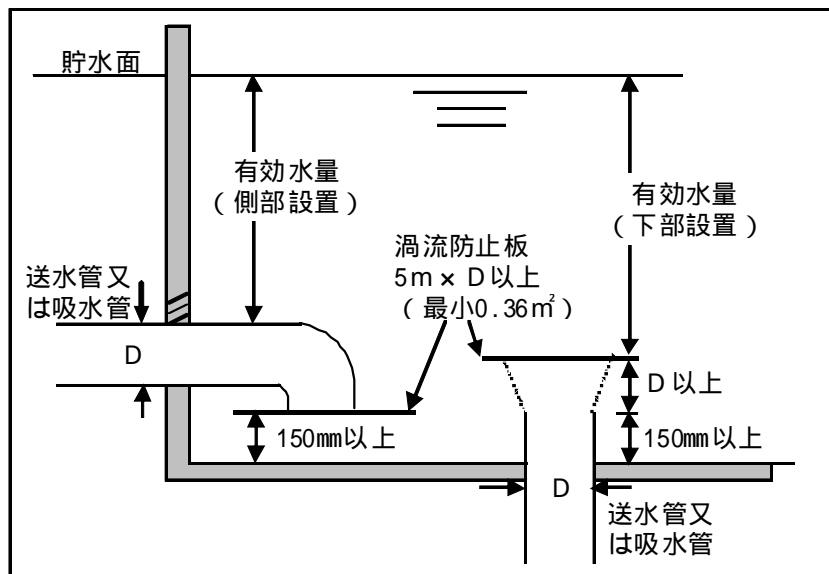 貯水面
有効水量
(側部設置)
有効水量
(下部設置)
渦流防止板
5m×D以上
(最小0.36㎡)
送水管又
は吸水管
D
D以上
150mm以上
150mm以上
D
送水管又
は吸水管